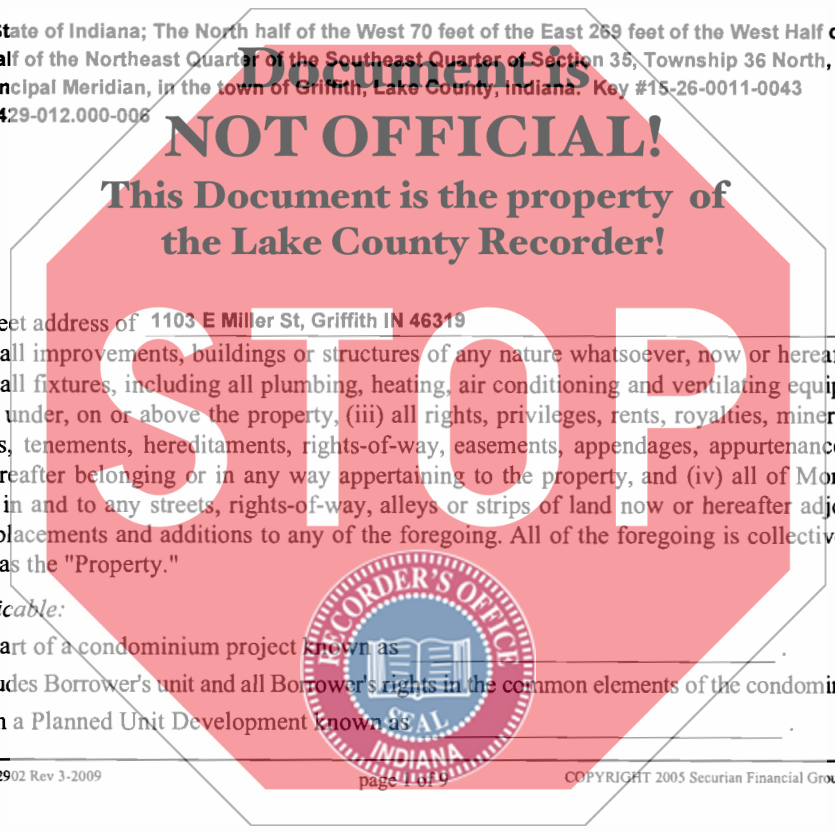 State of Indiana; The North half of the West 70 feet of the East 269 feet of the West Half
alf of the Northeast Quarter of the Southeast Quarter of Section 35, Township 36 North,
ncipal Meridian, in the town of Griffith, Lake County, Indiana. Key #15-26-0011-0043
429-012.000-006
Document is
NOT OFFICIAL!
This Document is the property of
the Lake County Recorder!
eet address of 1103 E Miller St, Griffith IN 46319
all improvements, buildings or structures of any nature whatsoever, now or herea
all fixtures, including all plumbing, heating, air conditioning and ventilating equip
under, on or above the property, (iii) all rights, privileges, rents, royalties, miner
s, tenements, hereditaments, rights-of-way, easements, appendages, appurtenance
reafter belonging or in any way appertaining to the property, and (iv) all of Mor
in and to any streets, rights-of-way, alleys or strips of land now or hereafter adjo
placements and additions to any of the foregoing. All of the foregoing is collectiv
as the "Property."
STOP
icable:
art of a condominium project known as
udes Borrower's unit and all Borrower's rights in the common elements of the condomin
n a Planned Unit Development known as
RECORDER'S OFFICE
SEAL
INDIANA
2902 Rev 3-2009 page 1 of 9 COPYRIGHT 2005 Securian Financial Grou